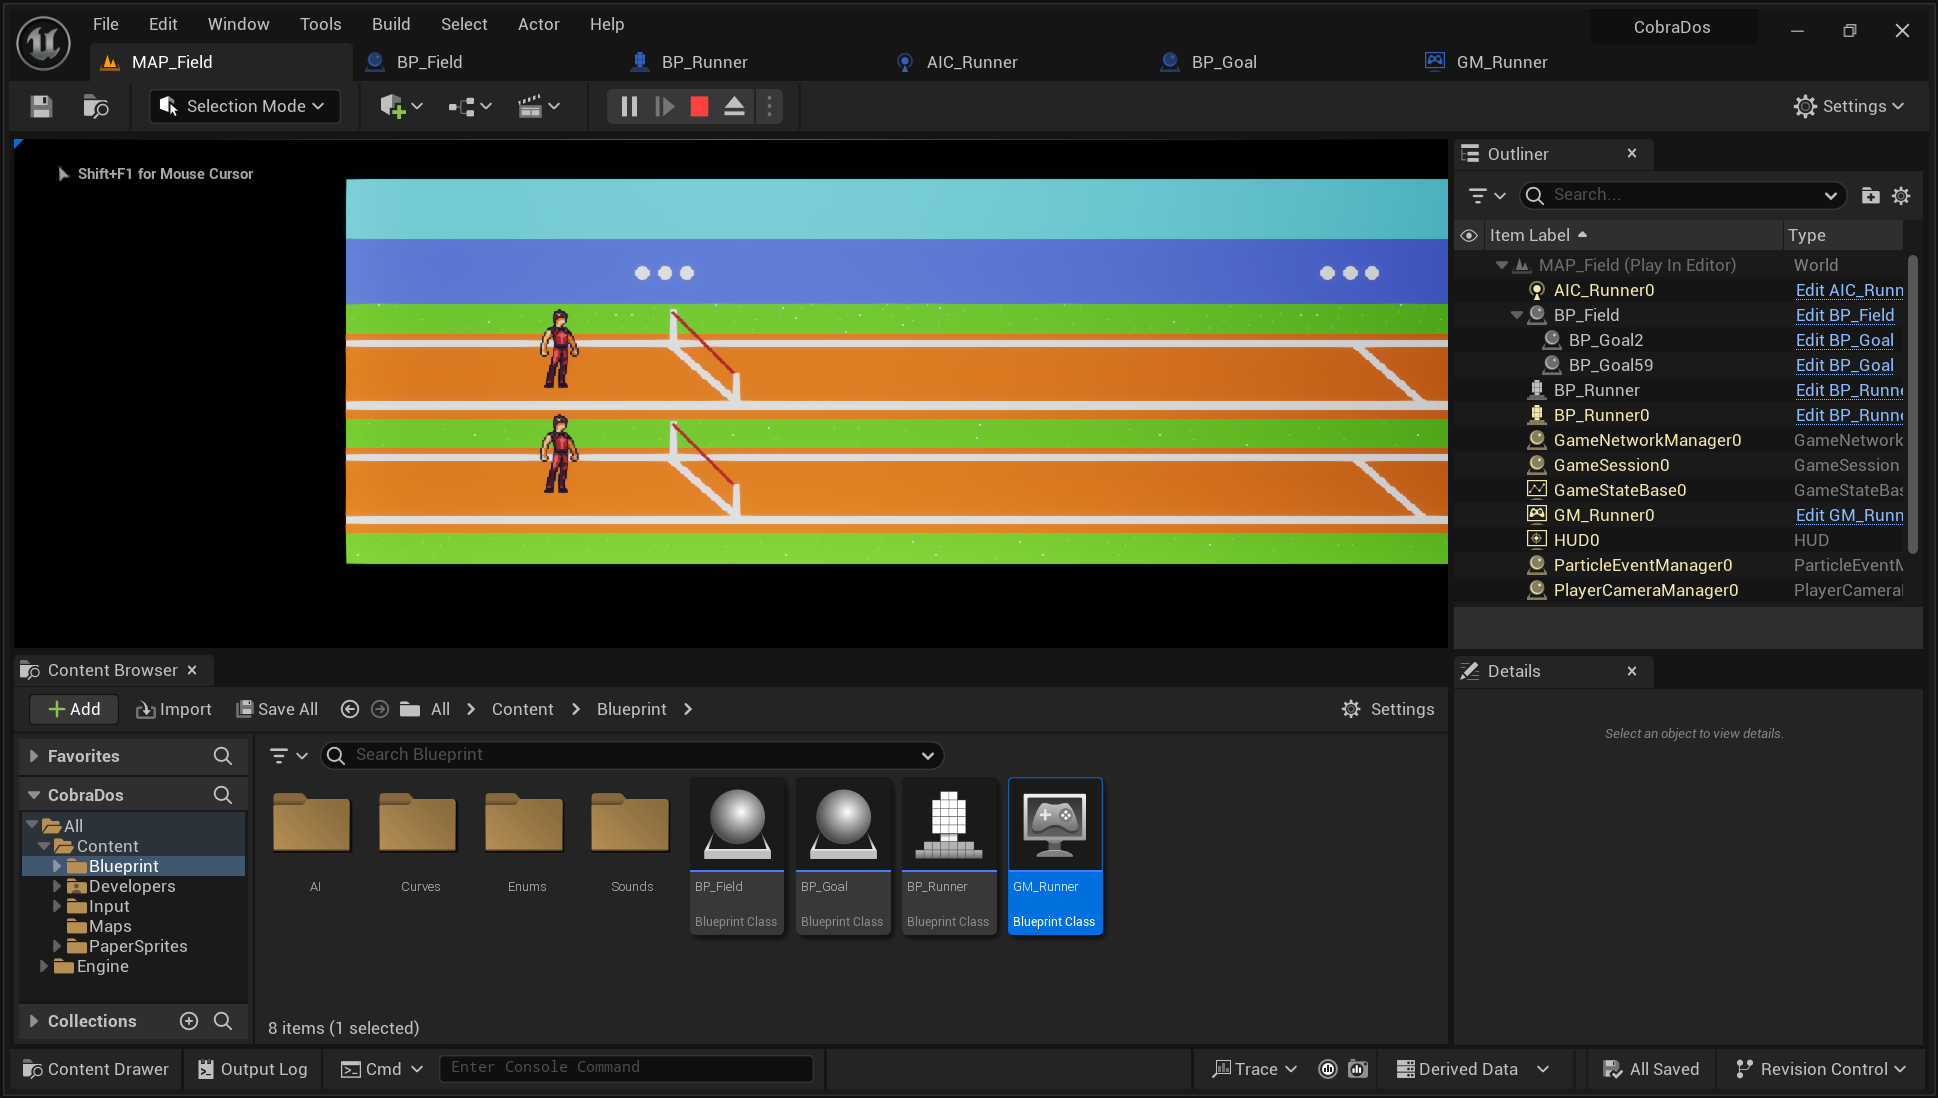 File Edit Window Tools Build Select Actor Help
CobraDos
MAP_Field BP_Field BP_Runner AIC_Runner BP_Goal GM_Runner
Selection Mode
Settings
Shift+F1 for Mouse Cursor
Outliner
Search...
Item Label Type
MAP_Field (Play In Editor) World
AIC_Runner0 Edit AIC_Runn
BP_Field Edit BP_Field
BP_Goal2 Edit BP_Goal
BP_Goal59 Edit BP_Goal
BP_Runner Edit BP_Runne
BP_Runner0 Edit BP_Runne
GameNetworkManager0 GameNetwork
GameSession0 GameSession
GameStateBase0 GameStateBas
GM_Runner0 Edit GM_Runn
HUD0 HUD
ParticleEventManager0 ParticleEventM
PlayerCameraManager0 PlayerCameral
Content Browser
Add Import Save All All Content Blueprint Settings
Favorites
Search Blueprint
CobraDos
All
Content
Blueprint
Developers
Input
Maps
PaperSprites
Engine
Collections
AI Curves Enums Sounds BP_Field BP_Goal BP_Runner GM_Runner
Blueprint Class Blueprint Class Blueprint Class Blueprint Class
8 items (1 selected)
Details
Select an object to view details.
Content Drawer Output Log Cmd Enter Console Command Trace Derived Data All Saved Revision Control